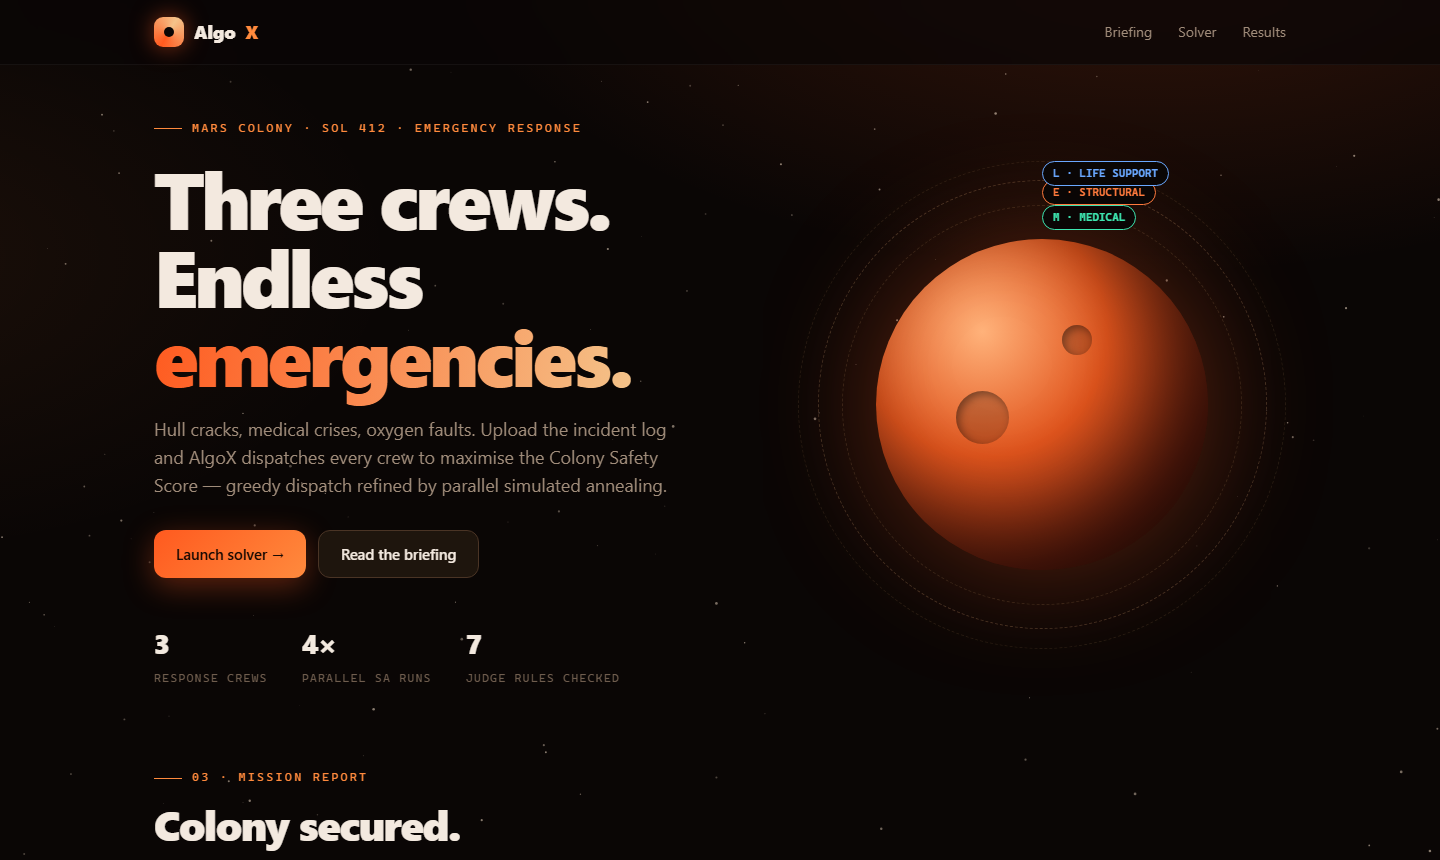 Algo X
Briefing
Solver
Results
MARS COLONY · SOL 412 · EMERGENCY RESPONSE
Three crews.
Endless
emergencies.
Hull cracks, medical crises, oxygen faults. Upload the incident log
and AlgoX dispatches every crew to maximise the Colony Safety
Score — greedy dispatch refined by parallel simulated annealing.
Launch solver →
Read the briefing
3
RESPONSE CREWS
4×
PARALLEL SA RUNS
7
JUDGE RULES CHECKED
L · LIFE SUPPORT
E · STRUCTURAL
M · MEDICAL
03 · MISSION REPORT
Colony secured.